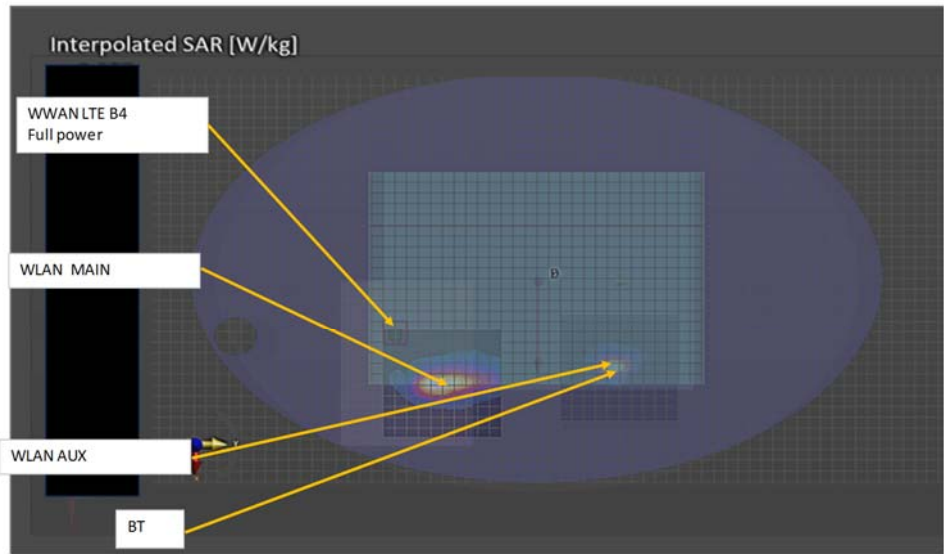 Interpolated SAR [W/kg]
WWAN LTE B4
Full power
WLAN MAIN
WLAN AUX
BT